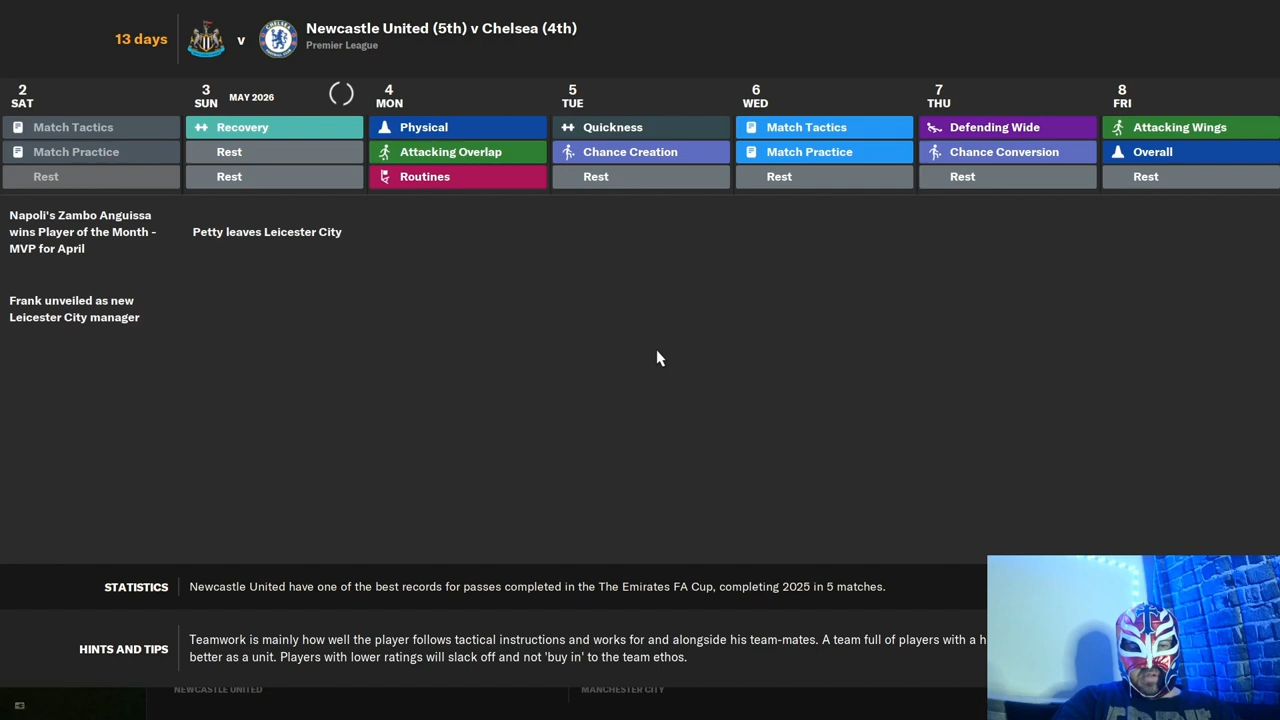 13 days
v
Newcastle United (5th) v Chelsea (4th)
Premier League
2
SAT
3
SUN
MAY 2026
4
MON
5
TUE
6
WED
7
THU
8
FRI
Match Tactics
Recovery
Physical
Quickness
Match Tactics
Defending Wide
Attacking Wings
Match Practice
Rest
Attacking Overlap
Chance Creation
Match Practice
Chance Conversion
Overall
Rest
Rest
Routines
Rest
Rest
Rest
Rest
Napoli's Zambo Anguissa
wins Player of the Month -
MVP for April
Petty leaves Leicester City
Frank unveiled as new
Leicester City manager
STATISTICS
Newcastle United have one of the best records for passes completed in the The Emirates FA Cup, completing 2025 in 5 matches.
HINTS AND TIPS
Teamwork is mainly how well the player follows tactical instructions and works for and alongside his team-mates. A team full of players with a h
better as a unit. Players with lower ratings will slack off and not 'buy in' to the team ethos.
NEWCASTLE UNITED
MANCHESTER CITY